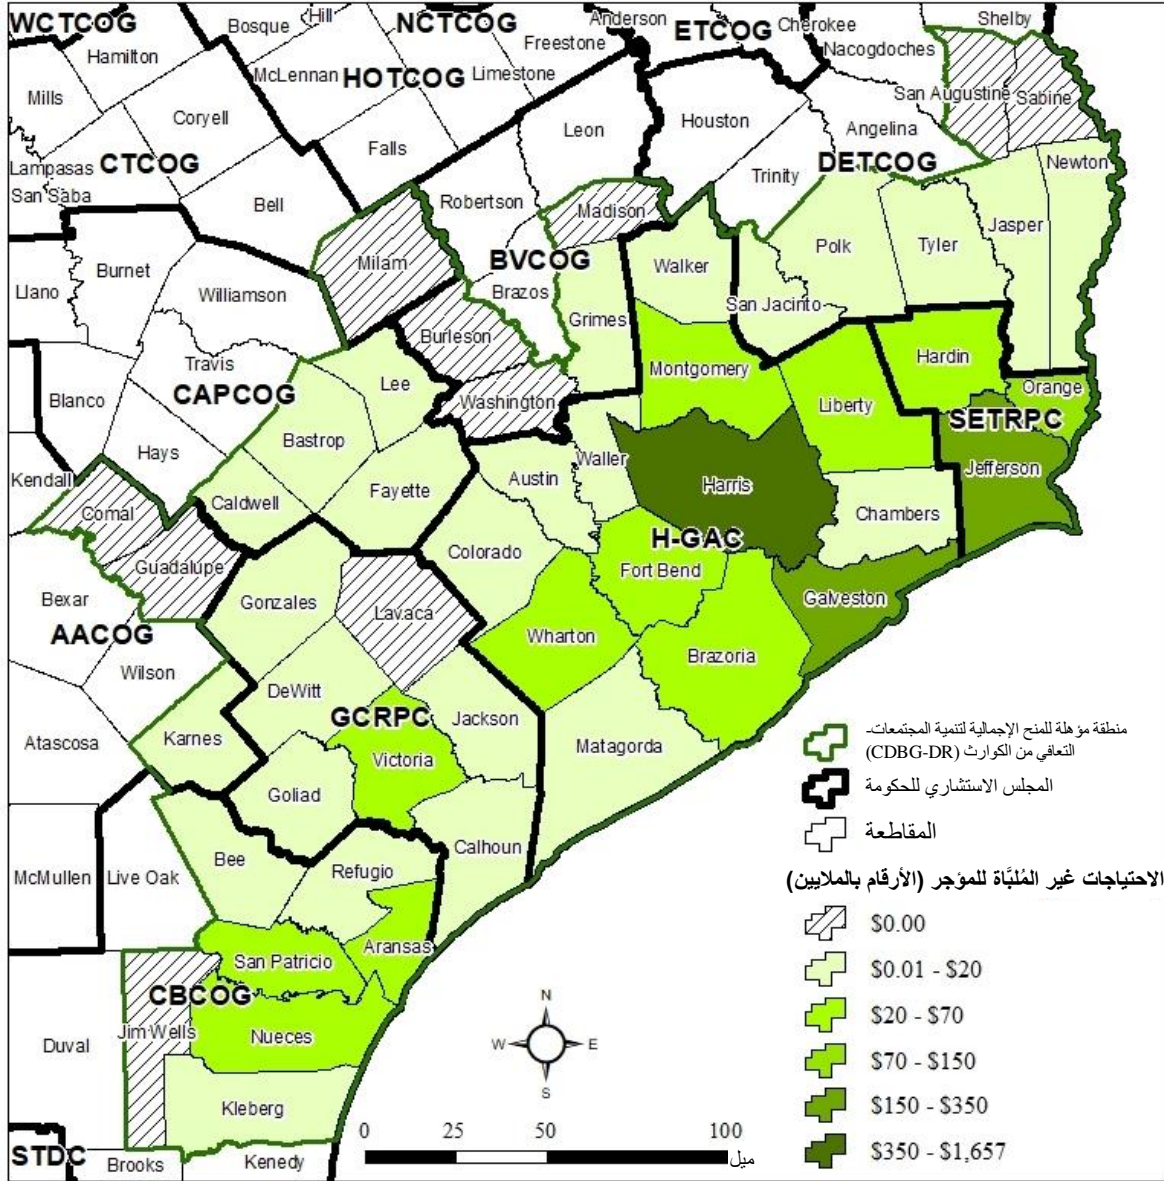 WCTCOG
Hamilton
Bosque
Hill
NCTCOG
Anderson
ETCOG
Cherokee
Shelby
Freestone
Nacogdoches
McLennan
HOTCOG
Limestone
Mills
San Augustine
Sabine
Coryell
Leon
Houston
Angelina
Falls
Lampasas
CTCOG
DETCOG
Newton
San Saba
Bell
Robertson
Trinity
Madison
Jasper
Polk
Tyler
Milam
BVCOG
Walker
Burnet
Llano
Williamson
Brazos
San Jacinto
Grimes
Burleson
Hardin
Travis
Montgomery
Lee
Orange
CAPCOG
Blanco
Washington
Liberty
SETRPC
Bastrop
Hays
Waller
Jefferson
Kendall
Austin
Harris
Caldwell
Fayette
Comal
Chambers
H-GAC
Colorado
Guadalupe
Fort Bend
Bexar
Gonzales
Lavaca
Galveston
AACOG
Wharton
Brazoria
Wilson
DeWitt
GCRPC
Jackson
Karnes
Atascosa
Matagorda
Victoria
Goliad
Calhoun
Bee
Refugio
McMullen
Live Oak
Aransas
San Patricio
CBCOG
Jim Wells
Nueces
Duval
Kleberg
STDC
Brooks
Kenedy
N
W
E
S
0 25 50 100
ميل
منطقة مؤهلة للمنح الإجمالية لتنمية المجتمعات-
التعافي من الكوارث (CDBG-DR)
المجلس الاستشاري للحكومة
المقاطعة
الاحتياجات غير المُلبَّاة للمؤجر (الأرقام بالملايين)
$0.00
$0.01 - $20
$20 - $70
$70 - $150
$150 - $350
$350 - $1,657